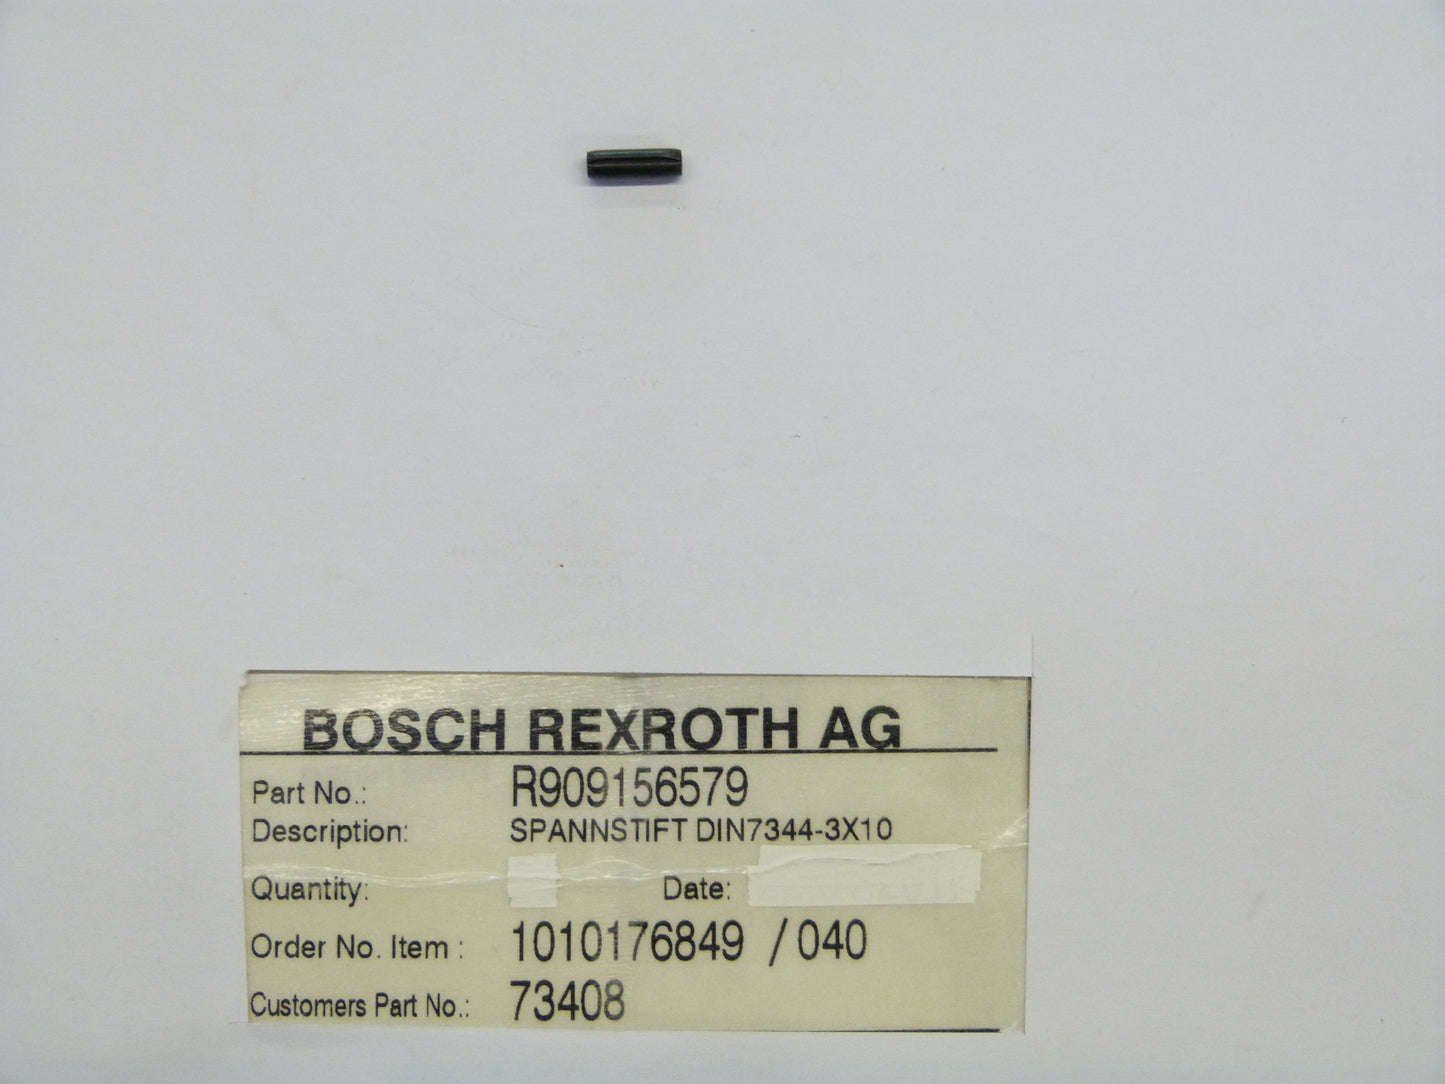 BOSCH REXROTH AG
Part No.: R909156579
Description: SPANNSTIFT DIN7344-3X10
Quantity: Date:
Order No. Item : 1010176849 / 040
Customers Part No.: 73408